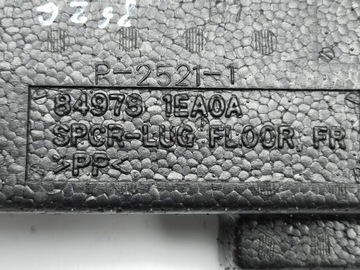 P-2521-1
84978 1EA0A
SPCR-LUG FLOOR FR
>PP<